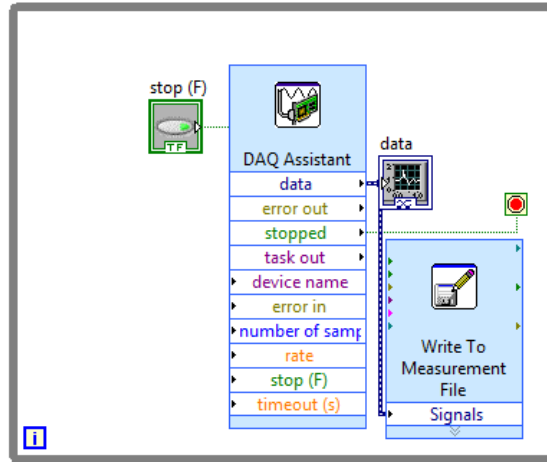 stop (F)
TF
DAQ Assistant
data
error out
stopped
task out
device name
error in
number of samp
rate
stop (F)
timeout (s)
data
Write To
Measurement
File
Signals
i